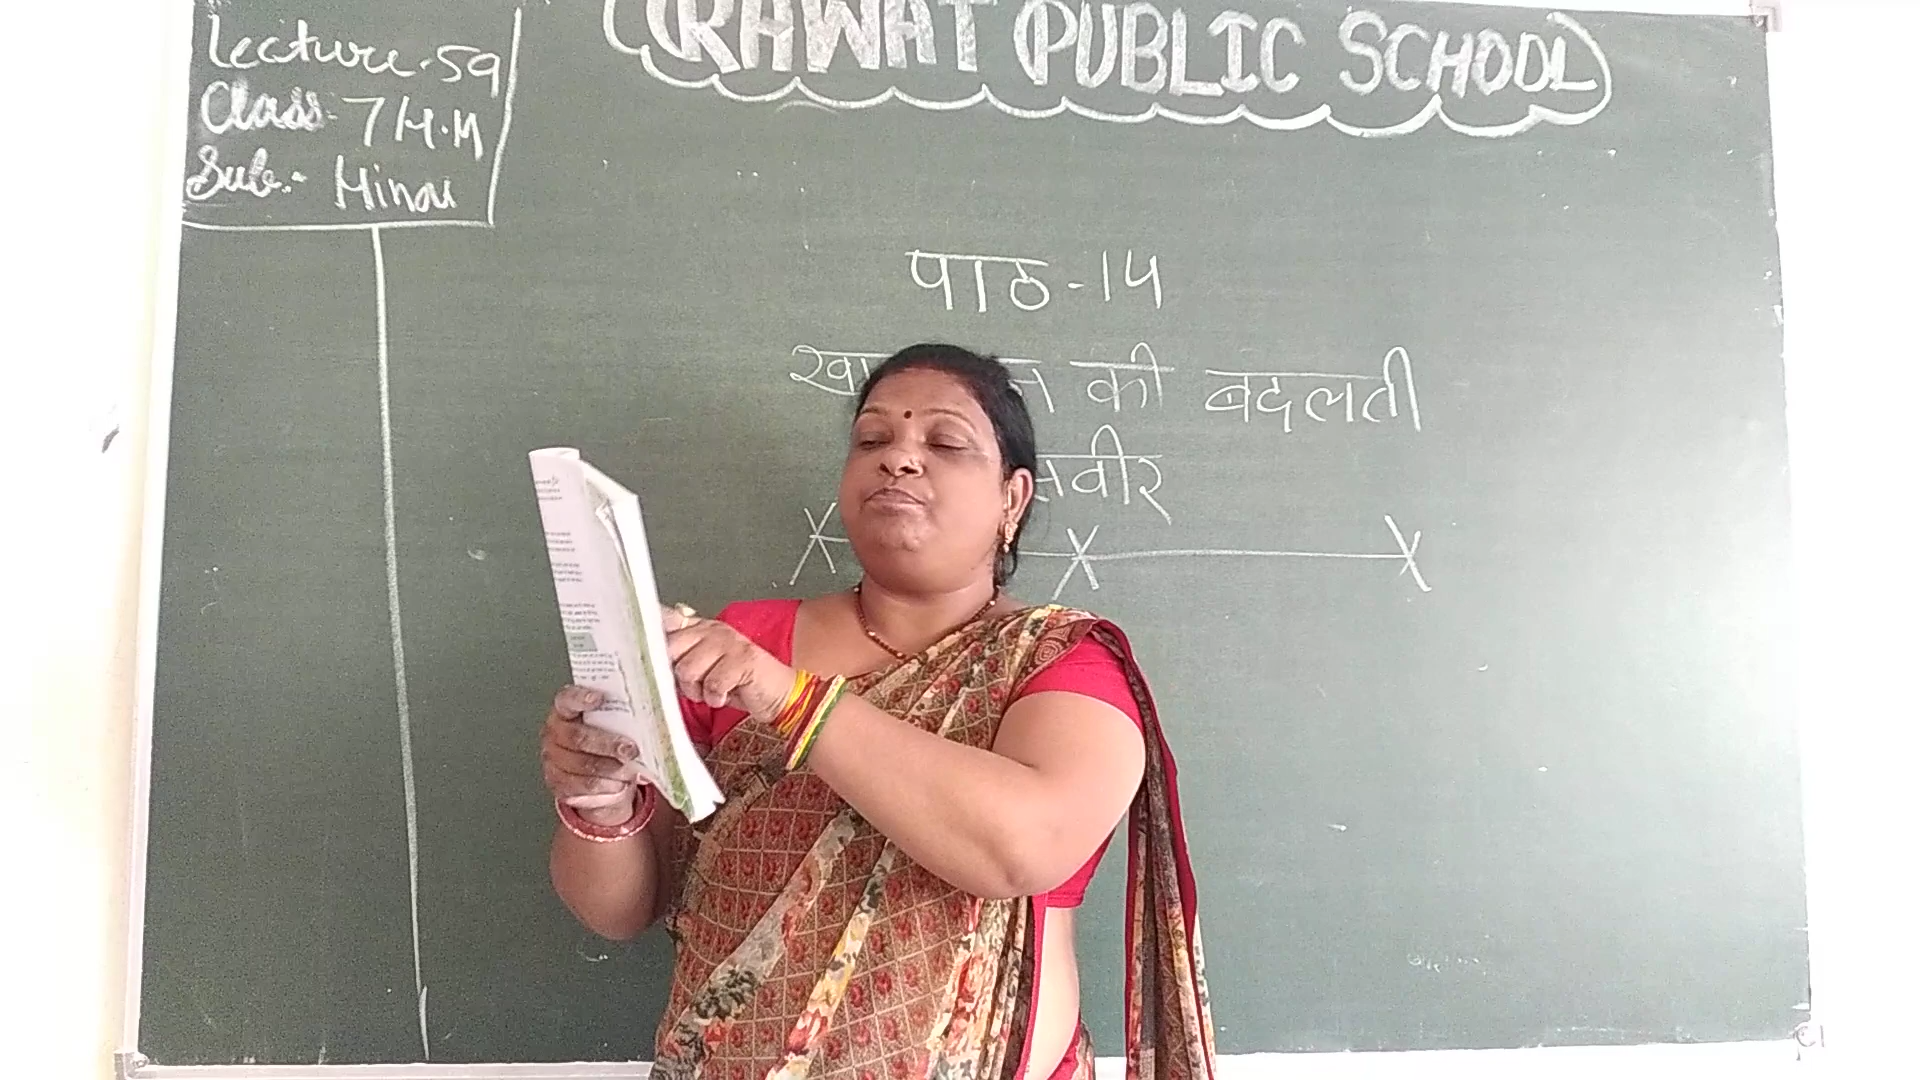 Lecture-59
Class- 7/H.M
Sub:- Hindi
RAWAT PUBLIC SCHOOL
पाठ-14
की बदलती